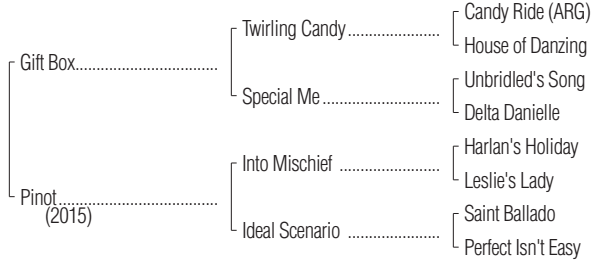 Candy Ride (ARG)
Twirling Candy..................
House of Danzing
Gift Box............................
Unbridled's Song
Special Me.......................
Delta Danielle
Harlan's Holiday
Into Mischief ....................
Leslie's Lady
Pinot...............................
(2015)
Saint Ballado
Ideal Scenario ..................
Perfect Isn't Easy